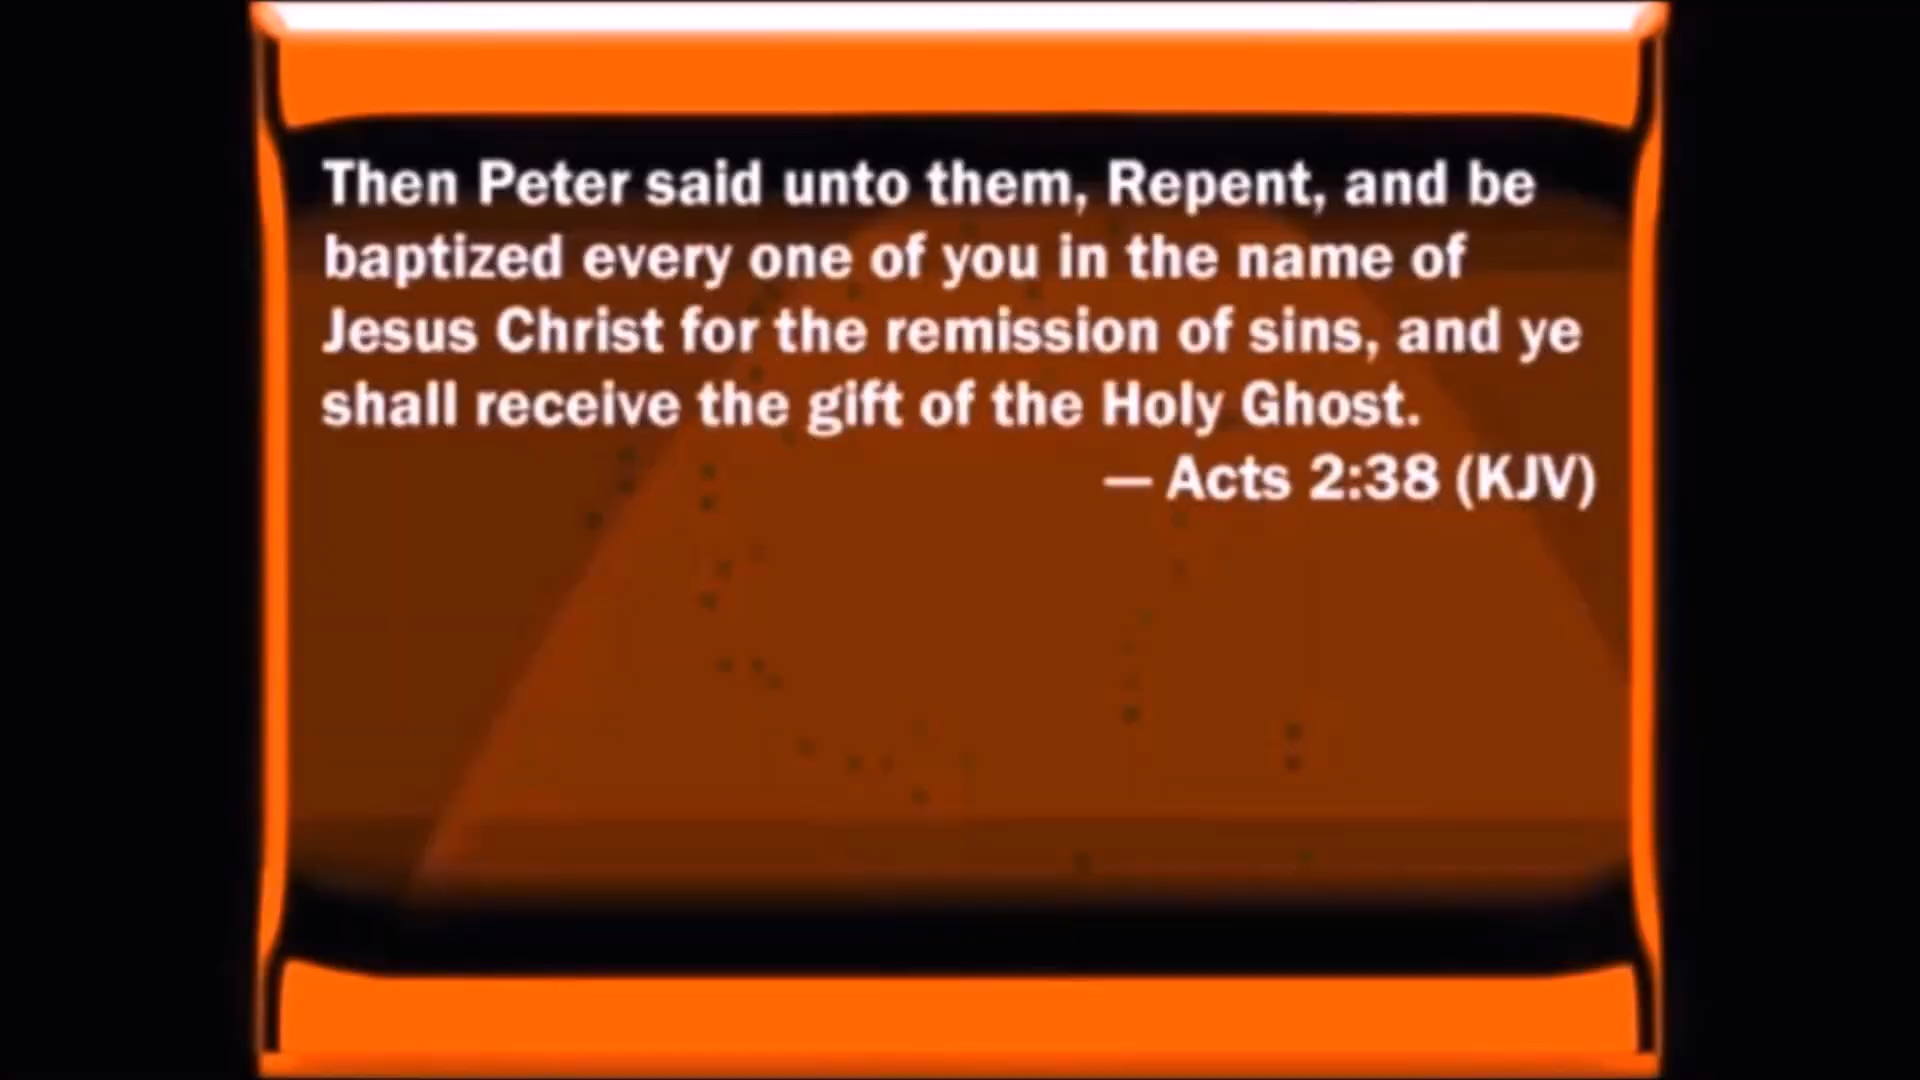 Then Peter said unto them, Repent, and be
baptized every one of you in the name of
Jesus Christ for the remission of sins, and ye
shall receive the gift of the Holy Ghost.
— Acts 2:38 (KJV)